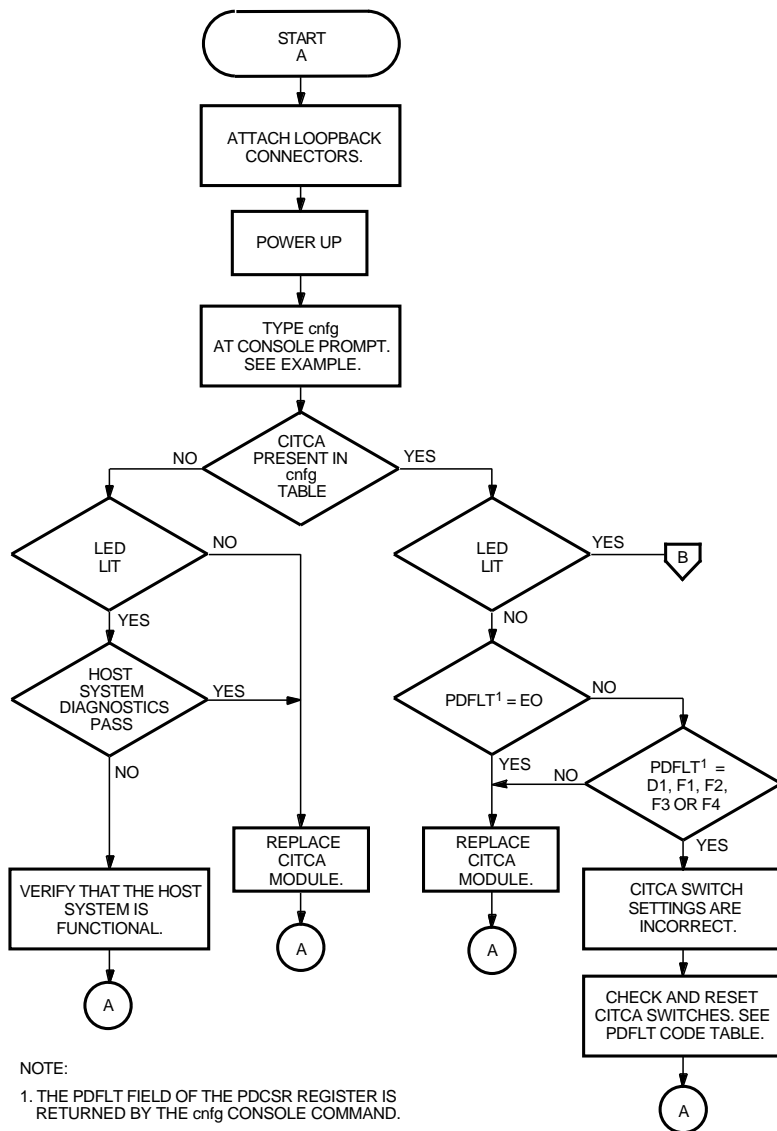 START
A
ATTACH LOOPBACK
CONNECTORS.
POWER UP
TYPE cnfg
AT CONSOLE PROMPT.
SEE EXAMPLE.
CITCA
PRESENT IN
cnfg
TABLE
NO
YES
LED
LIT
NO
YES
LED
LIT
YES
B
NO
HOST
SYSTEM
DIAGNOSTICS
PASS
YES
NO
PDFLT¹ = EO
NO
YES
PDFLT¹ =
D1, F1, F2,
F3 OR F4
NO
YES
VERIFY THAT THE HOST
SYSTEM IS
FUNCTIONAL.
A
REPLACE
CITCA
MODULE.
A
REPLACE
CITCA
MODULE.
A
CITCA SWITCH
SETTINGS ARE
INCORRECT.
CHECK AND RESET
CITCA SWITCHES. SEE
PDFLT CODE TABLE.
A
NOTE:
1. THE PDFLT FIELD OF THE PDCSR REGISTER IS
RETURNED BY THE cnfg CONSOLE COMMAND.